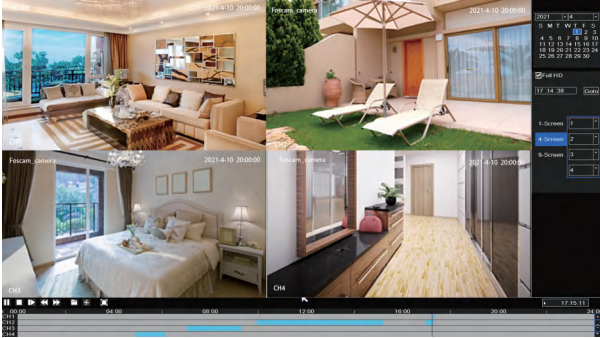 2021-4-10 20:00:00
Foscam_camera
2021-4-10 20:00:00
Foscam_camera
2021-4-10 20:00:00
Foscam_camera
2021-4-10 20:00:00
CH3
CH4
2021 4
S M T W T F S
1 2 3
4 5 6 7 8 9 10
11 12 13 14 15 16 17
18 19 20 21 22 23 24
25 26 27 28 29 30
Full HD
17 14 38 Goto
1-Screen 1
4-Screen 2
9-Screen 3
4
17.15.11
00:00 04:00 08:00 12:00 16:00 20:00 24:0
CH1
CH2
CH3
CH4